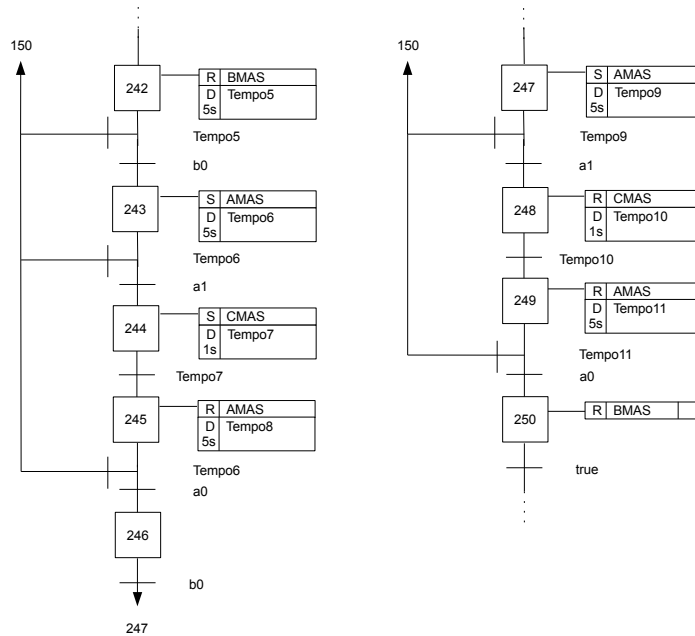 150
242
R BMAS
D Tempo5
5s
Tempo5
b0
243
S AMAS
D Tempo6
5s
Tempo6
a1
244
S CMAS
D Tempo7
1s
Tempo7
245
R AMAS
D Tempo8
5s
Tempo6
a0
246
b0
247
150
247
S AMAS
D Tempo9
5s
Tempo9
a1
248
R CMAS
D Tempo10
1s
Tempo10
249
R AMAS
D Tempo11
5s
Tempo11
a0
250
R BMAS
true